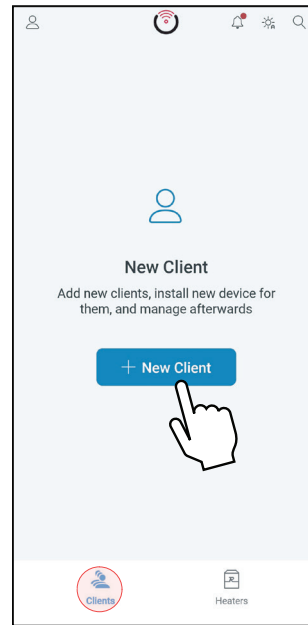 New Client
Add new clients, install new device for
them, and manage afterwards
+ New Client
Clients
Heaters